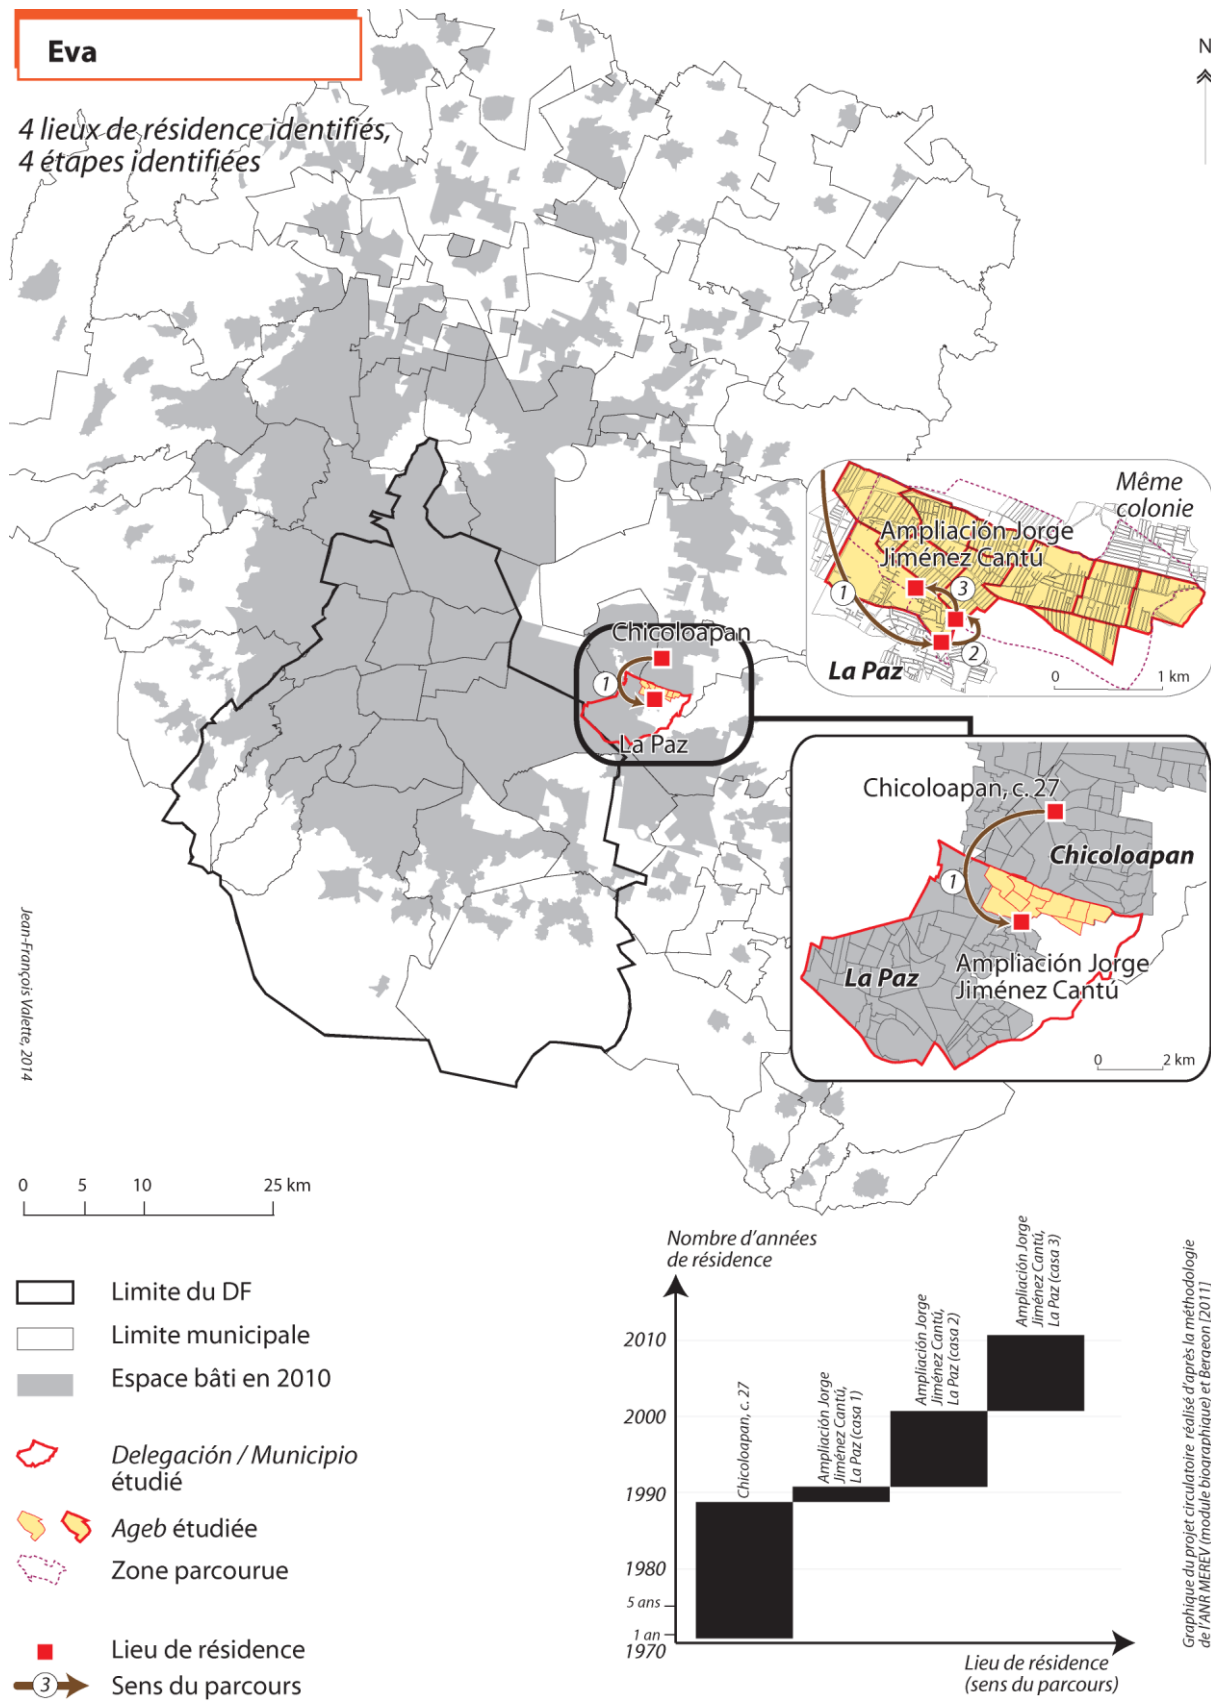 Eva
4 lieux de résidence identifiés,
4 étapes identifiées
N
Même
colonie
Ampliación Jorge
Jiménez Cantú
1
3
2
La Paz
0
1 km
Chicoloapan
1
La Paz
Chicoloapan, c. 27
Chicoloapan
1
La Paz
Ampliación Jorge
Jiménez Cantú
0
2 km
Jean-François Valette, 2014
0 5 10 25 km
Limite du DF
Limite municipale
Espace bâti en 2010
Delegación / Municipio
étudié
Ageb étudiée
Zone parcourue
Lieu de résidence
3
Sens du parcours
Nombre d'années
de résidence
2010
2000
1990
1980
5 ans
1 an
1970
Chicoloapan, c. 27
Ampliación Jorge
Jiménez Cantú,
La Paz (casa 1)
Ampliación Jorge
Jiménez Cantú,
La Paz (casa 2)
Ampliación Jorge
Jiménez Cantú,
La Paz (casa 3)
Lieu de résidence
(sens du parcours)
Graphique du projet circulatoire réalisé d'après la méthodologie
de l'ANR MEREV (module biographique) et Bergeon [2011]